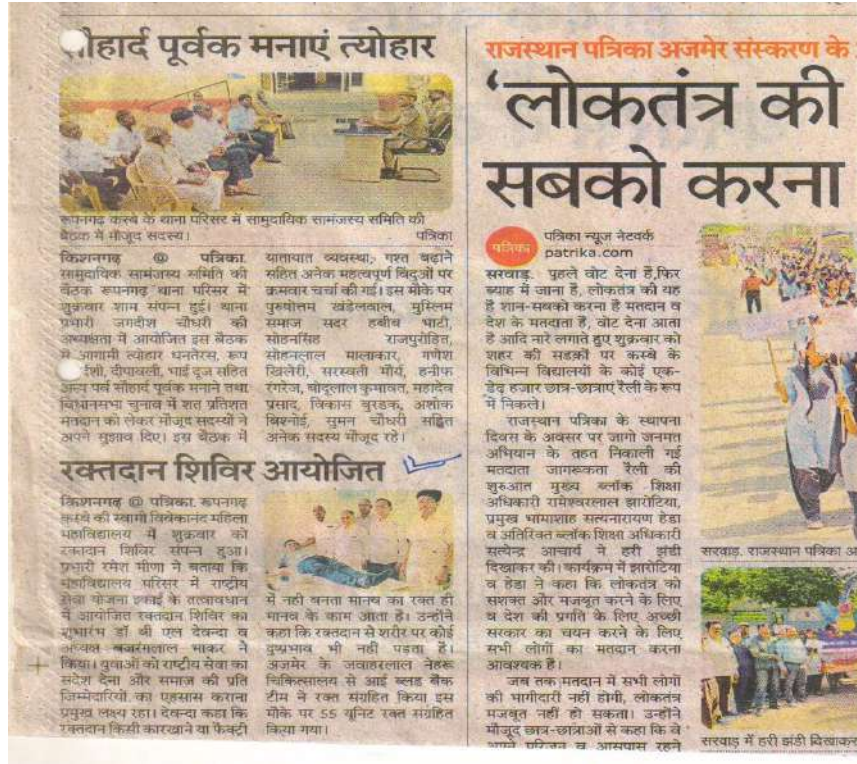 सौहार्द पूर्वक मनाएं त्योहार
रूपनगढ़ कस्बे के थाना परिसर में सामुदायिक सामंजस्य समिति की
बैठक में मौजूद सदस्य।
पत्रिका
किशनगढ़ @ पत्रिका.
सामुदायिक सामंजस्य समिति की
बैठक रूपनगढ़ थाना परिसर में
शुक्रवार शाम संपन्न हुई। थाना
प्रभारी जगदीश चौधरी की
अध्यक्षता में आयोजित इस बैठक
में आगामी त्योहार धनतेरस, रूप
दूज सहित
अन्य पर्व सौहार्द पूर्वक मनाने तथा
विधानसभा चुनाव में शत प्रतिशत
मतदान को लेकर मौजूद सदस्यों ने
अपने सुझाव दिए। इस बैठक में
यातायात व्यवस्था, गश्त बढ़ाने
सहित अनेक महत्वपूर्ण बिंदुओं पर
क्रमवार चर्चा की गई। इस मौके पर
पुरुषोत्तम खंडेलवाल, मुस्लिम
समाज सदर हबीब भाटी,
सोहनसिंह राजपुरोहित,
सोहनलाल मालाकार, गणेश
खिलेरी, सरस्वती मौर्य, हनीफ
रंगरेज, बोदूलाल कुमावत, महादेव
प्रसाद, विकास बुरडक, अशोक
बिश्नोई, सुमन चौधरी सहित
अनेक सदस्य मौजूद रहे।
रक्तदान शिविर आयोजित
किशनगढ़ @ पत्रिका. रूपनगढ़
कस्बे की स्वामी विवेकानंद महिला
महाविद्यालय में शुक्रवार को
रक्तदान शिविर संपन्न हुआ।
प्रभारी रमेश मीणा ने बताया कि
महाविद्यालय परिसर में राष्ट्रीय
सेवा योजना इकाई के तत्वावधान
में आयोजित रक्तदान शिविर का
शुभारंभ डॉ बी एल देवन्दा व
अध्यक्ष बजरंगलाल भाकर ने
किया। युवाओं को राष्ट्रीय सेवा का
संदेश देना और समाज की प्रति
जिम्मेदारियों का एहसास कराना
प्रमुख लक्ष्य रहा। देवन्दा कहा कि
रक्तदान किसी कारखाने या फैक्ट्री
में नही बनता मानव का रक्त ही
मानव के काम आता है। उन्होंने
कहा कि रक्तदान से शरीर पर कोई
दुष्प्रभाव भी नही पडता है।
अजमेर के जवाहरलाल नेहरू
चिकित्सालय से आई ब्लड बैंक
टीम ने रक्त संग्रहित किया इस
मौके पर 55 यूनिट रक्त संग्रहित
किया गया।
राजस्थान पत्रिका अजमेर संस्करण के
‘लोकतंत्र की
सबको करना
पत्रिका
पत्रिका न्यूज नेटवर्क
patrika.com
सरवाड़. पहले वोट देना है,फिर
ब्याह में जाना है, लोकतंत्र की यह
है शान-सबको करना है मतदान व
देश के मतदाता हैं, वोट देना आता
है आदि नारे लगाते हुए शुक्रवार को
शहर की सडक़ों पर कस्बे के
विभिन्न विद्यालयों के कोई एक-
डेढ़ हजार छात्र-छात्राएं रैली के रूप
में निकले।
राजस्थान पत्रिका के स्थापना
दिवस के अवसर पर जागो जनमत
अभियान के तहत निकाली गई
मतदाता जागरूकता रैली की
शुरुआत मुख्य ब्लॉक शिक्षा
अधिकारी रामेश्वरलाल झारोटिया,
प्रमुख भामाशाह सत्यनारायण हेडा
व अतिरिक्त ब्लॉक शिक्षा अधिकारी
सत्येन्द्र आचार्य ने हरी झंडी
दिखाकर की। कार्यक्रम में झारोटिया
व हेडा ने कहा कि लोकतंत्र को
सशक्त और मजबूत करने के लिए
व देश की प्रगति के लिए अच्छी
सरकार का चयन करने के लिए
सभी लोगों का मतदान करना
आवश्यक है।
जब तक मतदान में सभी लोगों
की भागीदारी नहीं होगी, लोकतंत्र
मजबूत नहीं हो सकता। उन्होंने
मौजूद छात्र-छात्राओं से कहा कि वे
अपने परिजन व आसपास रहने
सरवाड़. राजस्थान पत्रिका अ
सरवाड़ में हरी झंडी दिखाकर